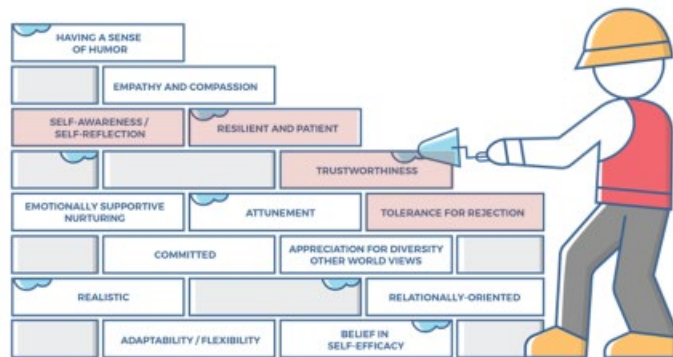 HAVING A SENSE
OF HUMOR
EMPATHY AND COMPASSION
SELF-AWARENESS /
SELF-REFLECTION
RESILIENT AND PATIENT
TRUSTWORTHINESS
EMOTIONALLY SUPPORTIVE
NURTURING
ATTUNEMENT
TOLERANCE FOR REJECTION
COMMITTED
APPRECIATION FOR DIVERSITY
OTHER WORLD VIEWS
REALISTIC
RELATIONALLY-ORIENTED
ADAPTABILITY / FLEXIBILITY
BELIEF IN
SELF-EFFICACY